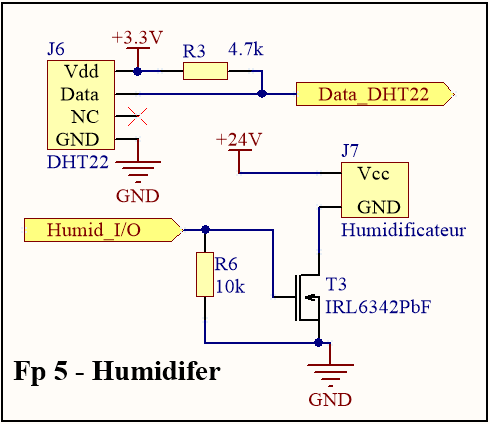 J6
+3.3V
R3
4.7k
Vdd
Data
NC
GND
DHT22
Data_DHT22
GND
+24V
J7
Vcc
GND
Humidificateur
Humid_I/O
R6
10k
T3
IRL6342PbF
Fp 5 - Humidifer
GND